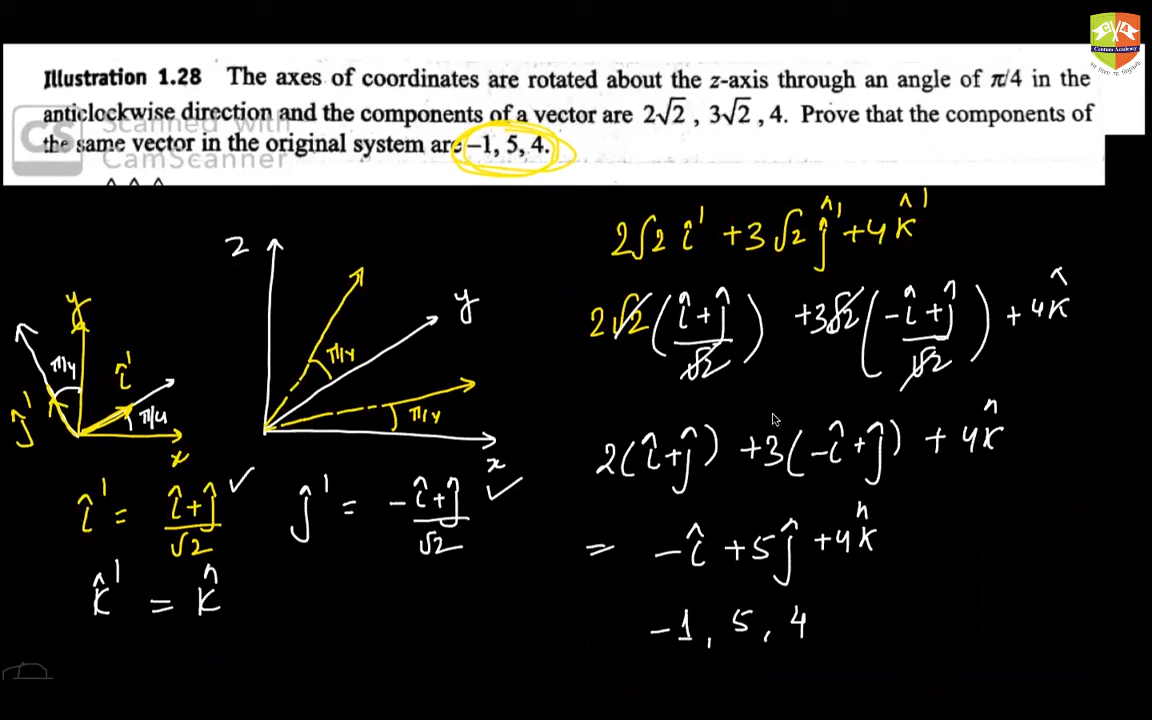 Illustration 1.28 The axes of coordinates are rotated about the z-axis through an angle of π/4 in the
anticlockwise direction and the components of a vector are 2√2 , 3√2 , 4. Prove that the components of
the same vector in the original system are –1, 5, 4.
CS
Scanned with
CamScanner
Centum Academy
z
y
x
π/4
π/4
y
x
î'
ĵ'
π/4
π/4
î' = (î+ĵ)/√2
ĵ' = (-î+ĵ)/√2
k̂' = k̂
2√2 î' +3√2 ĵ' +4k̂'
2√2((î+ĵ)/√2) +3√2((-î+ĵ)/√2) + 4k̂
2(î+ĵ) +3(-î+ĵ) + 4k̂
= -î +5ĵ +4k̂
-1, 5, 4